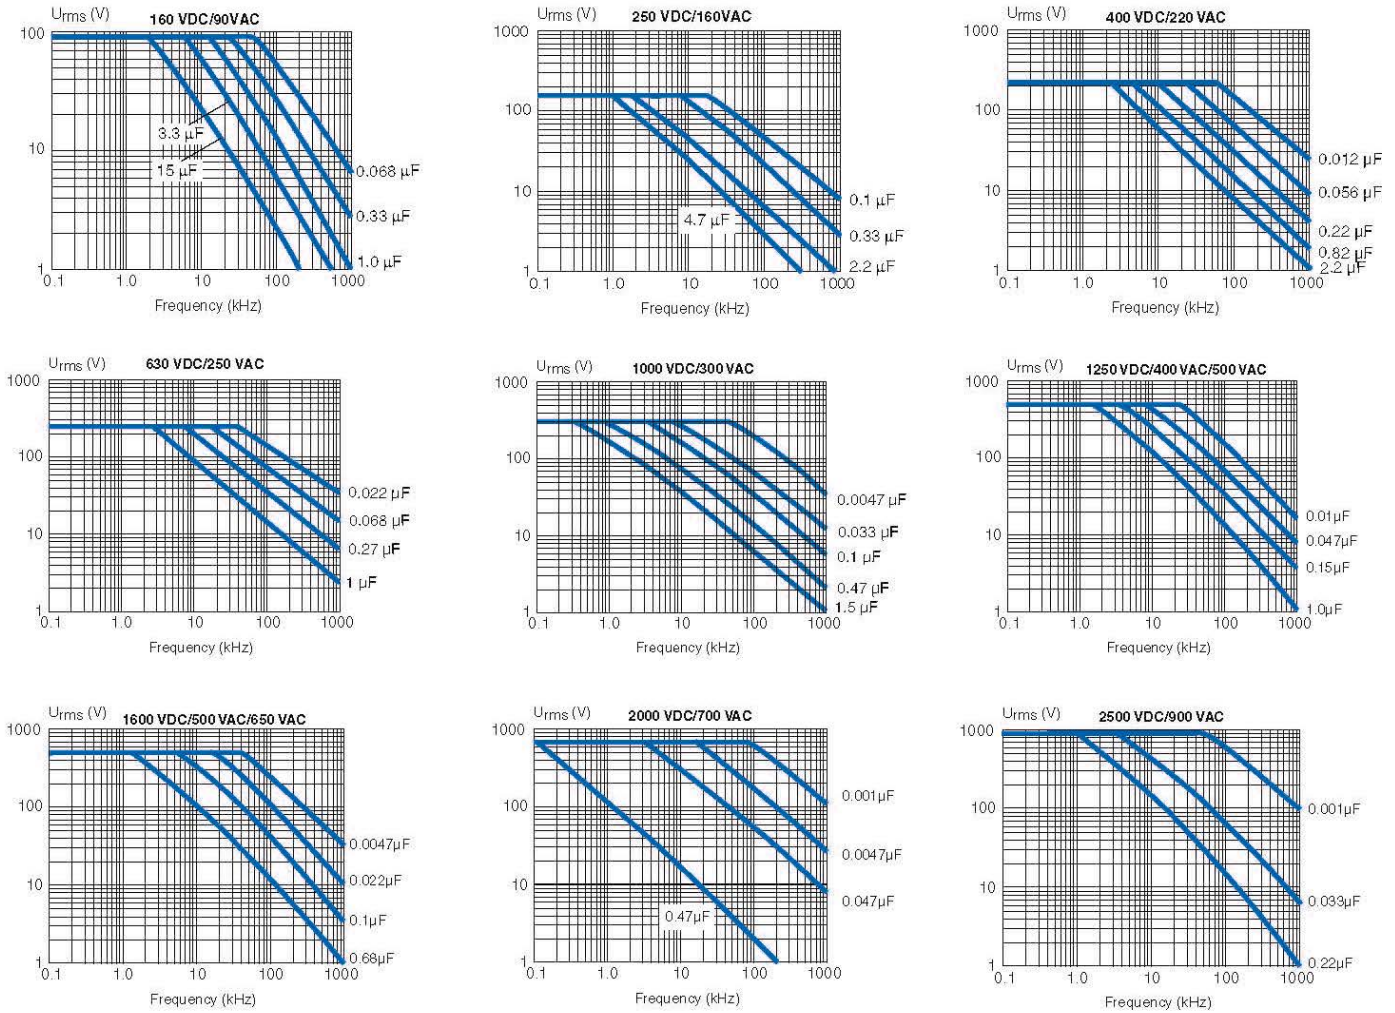 Urms (V)
160 VDC/90VAC
100
10
1
3.3 µF
15 µF
0.068 µF
0.33 µF
1.0 µF
0.1 1.0 10 100 1000
Frequency (kHz)
Urms (V)
250 VDC/160VAC
1000
100
10
1
4.7 µF
0.1 µF
0.33 µF
2.2 µF
0.1 1.0 10 100 1000
Frequency (kHz)
Urms (V)
400 VDC/220 VAC
1000
100
10
1
0.012 µF
0.056 µF
0.22 µF
0.82 µF
2.2 µF
0.1 1.0 10 100 1000
Frequency (kHz)
Urms (V)
630 VDC/250 VAC
1000
100
10
1
0.022 µF
0.068 µF
0.27 µF
1 µF
0.1 1.0 10 100 1000
Frequency (kHz)
Urms (V)
1000 VDC/300 VAC
1000
100
10
1
0.0047 µF
0.033 µF
0.1 µF
0.47 µF
1.5 µF
0.1 1.0 10 100 1000
Frequency (kHz)
Urms (V)
1250 VDC/400 VAC/500 VAC
1000
100
10
1
0.01µF
0.047µF
0.15µF
1.0µF
0.1 1.0 10 100 1000
Frequency (kHz)
Urms (V)
1600 VDC/500 VAC/650 VAC
1000
100
10
1
0.0047µF
0.022µF
0.1µF
0.68µF
0.1 1.0 10 100 1000
Frequency (kHz)
Urms (V)
2000 VDC/700 VAC
1000
100
10
1
0.47µF
0.001µF
0.0047µF
0.047µF
0.1 1.0 10 100 1000
Frequency (kHz)
Urms (V)
2500 VDC/900 VAC
1000
100
10
1
0.001µF
0.033µF
0.22µF
0.1 1.0 10 100 1000
Frequency (kHz)